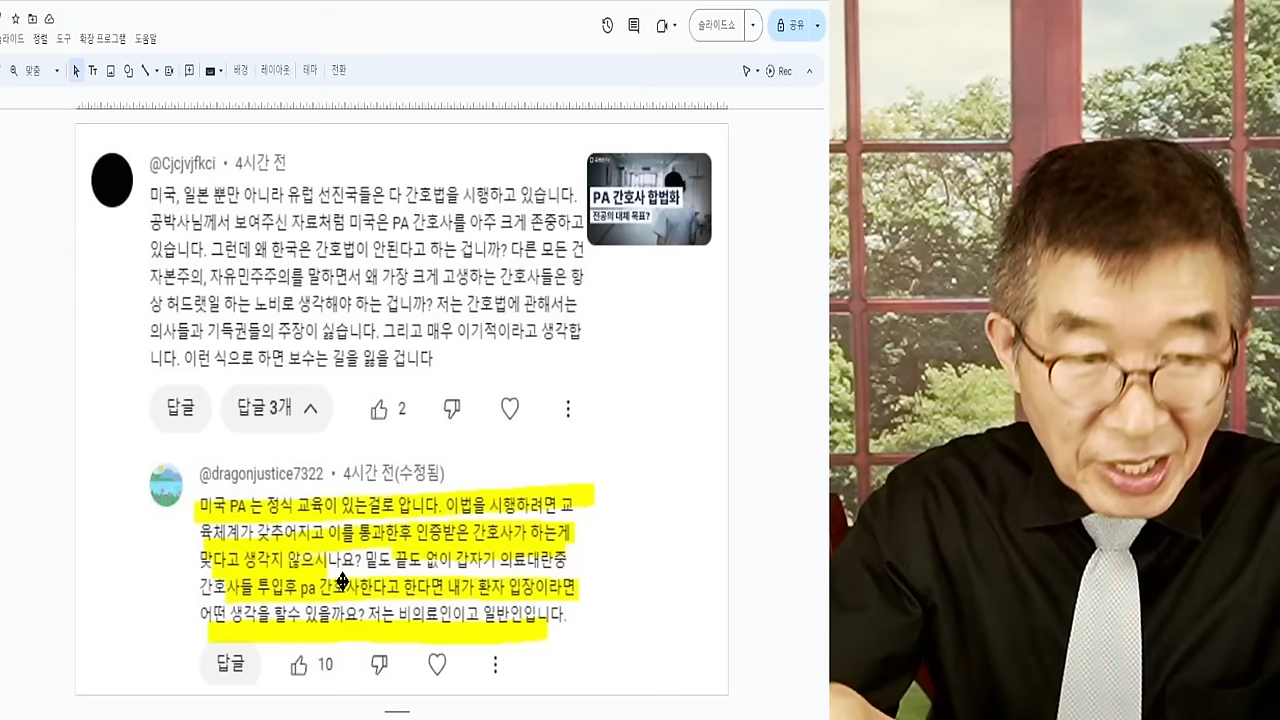 슬라이드쇼
공유
라이드 정렬 도구 확장 프로그램 도움말
맞춤
Tт
배경 레이아웃 테마 전환
Rec
@Cjcjvjfkci • 4시간 전
미국, 일본 뿐만 아니라 유럽 선진국들은 다 간호법을 시행하고 있습니다.
공박사님께서 보여주신 자료처럼 미국은 PA 간호사를 아주 크게 존중하고
있습니다. 그런데 왜 한국은 간호법이 안된다고 하는 겁니까? 다른 모든 건
자본주의, 자유민주주의를 말하면서 왜 가장 크게 고생하는 간호사들은 항
상 허드랫일 하는 노비로 생각해야 하는 겁니까? 저는 간호법에 관해서는
의사들과 기득권들의 주장이 싫습니다. 그리고 매우 이기적이라고 생각합
니다. 이런 식으로 하면 보수는 길을 잃을 겁니다
PA 간호사 합법화
전공의 대체 목표?
답글 답글 3개 2
@dragonjustice7322 • 4시간 전(수정됨)
미국 PA 는 정식 교육이 있는걸로 압니다. 이법을 시행하려면 교
육체계가 갖추어지고 이를 통과한후 인증받은 간호사가 하는게
맞다고 생각지 않으시나요? 밑도 끝도 없이 갑자기 의료대란중
간호사들 투입후 pa 간호사한다고 한다면 내가 환자 입장이라면
어떤 생각을 할수 있을까요? 저는 비의료인이고 일반인입니다.
답글 10